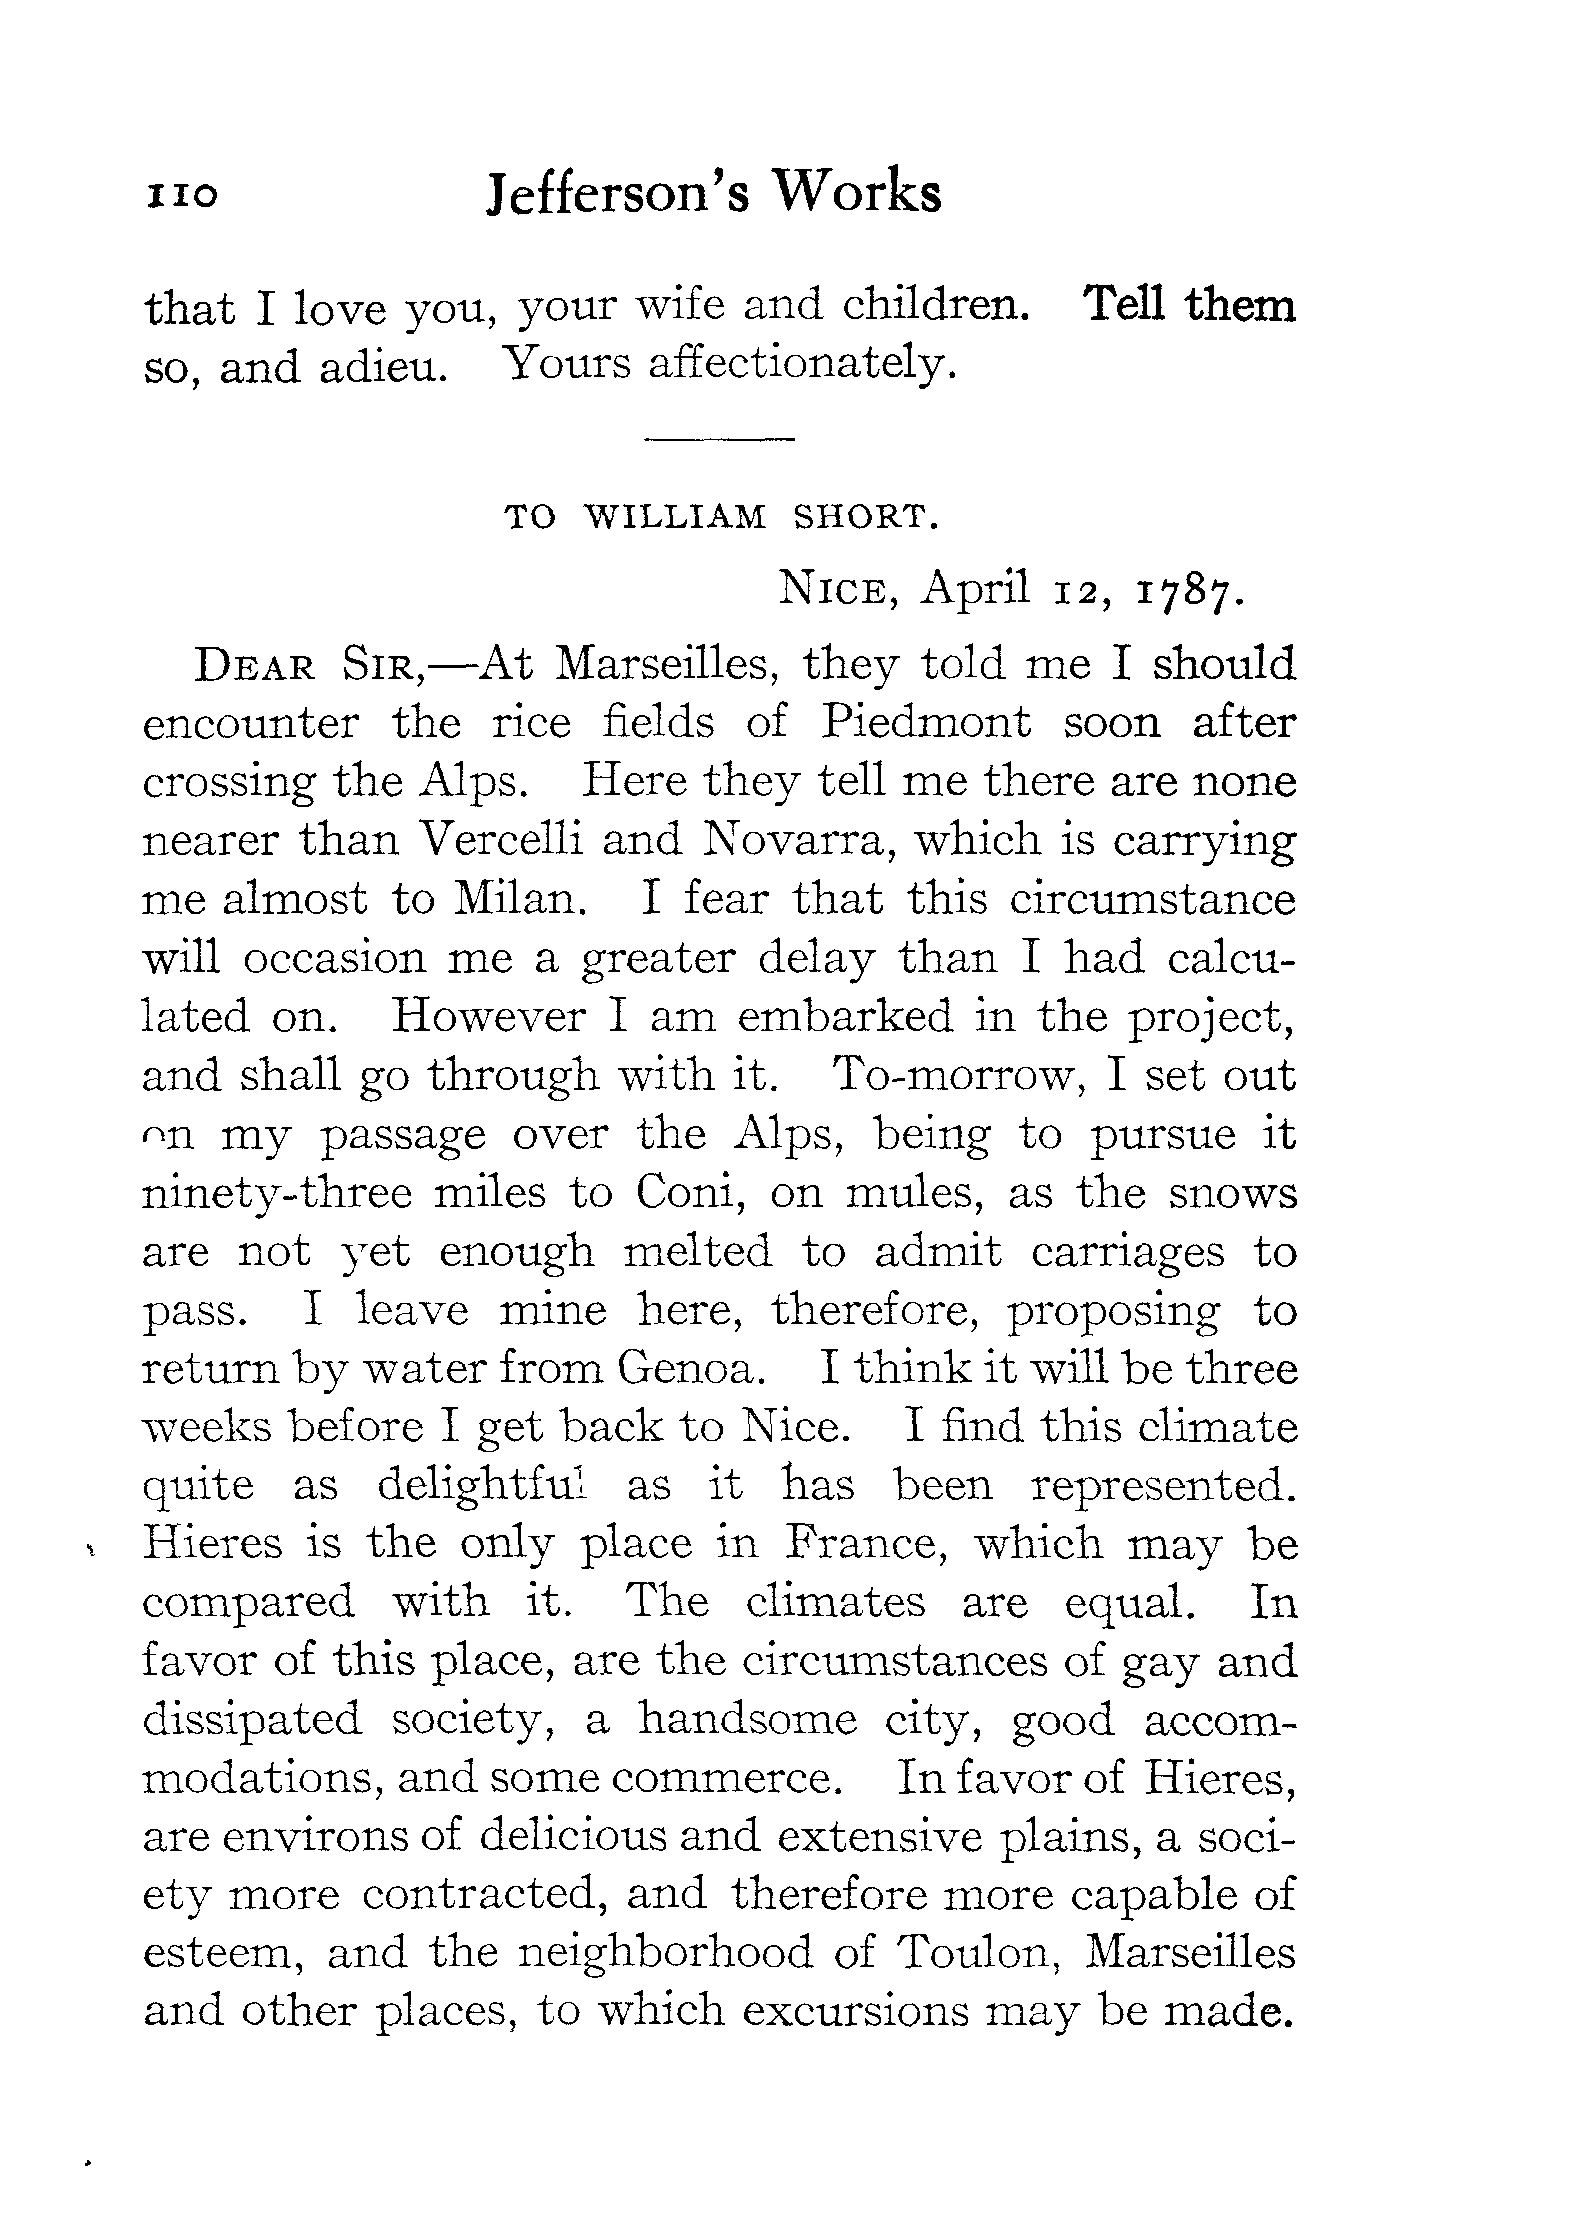 110 Jefferson's Works
that I love you, your wife and children. Tell them
so, and adieu. Yours affectionately.
TO WILLIAM SHORT.
NICE, April 12, 1787.
DEAR SIR,—At Marseilles, they told me I should
encounter the rice fields of Piedmont soon after
crossing the Alps. Here they tell me there are none
nearer than Vercelli and Novarra, which is carrying
me almost to Milan. I fear that this circumstance
will occasion me a greater delay than I had calcu-
lated on. However I am embarked in the project,
and shall go through with it. To-morrow, I set out
on my passage over the Alps, being to pursue it
ninety-three miles to Coni, on mules, as the snows
are not yet enough melted to admit carriages to
pass. I leave mine here, therefore, proposing to
return by water from Genoa. I think it will be three
weeks before I get back to Nice. I find this climate
quite as delightful as it has been represented.
Hieres is the only place in France, which may be
compared with it. The climates are equal. In
favor of this place, are the circumstances of gay and
dissipated society, a handsome city, good accom-
modations, and some commerce. In favor of Hieres,
are environs of delicious and extensive plains, a soci-
ety more contracted, and therefore more capable of
esteem, and the neighborhood of Toulon, Marseilles
and other places, to which excursions may be made.